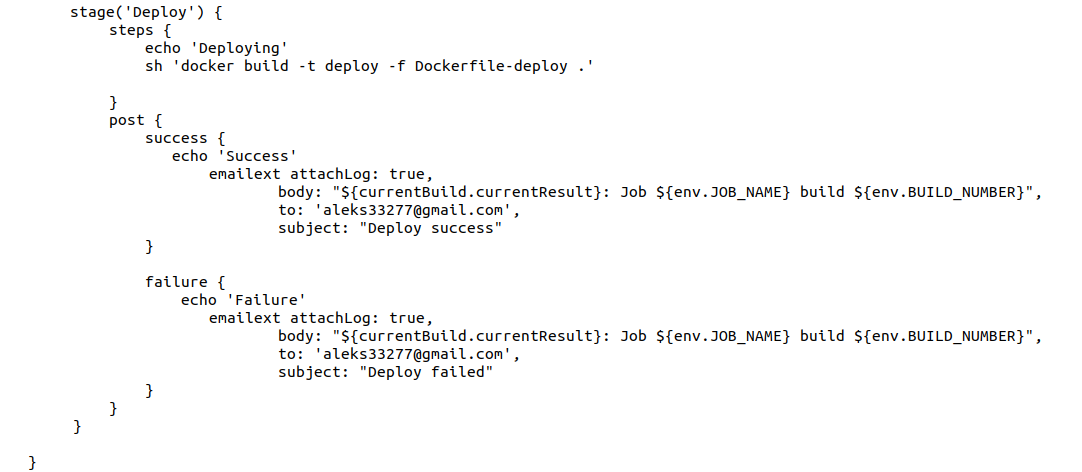 stage('Deploy') {
steps {
echo 'Deploying'
sh 'docker build -t deploy -f Dockerfile-deploy .'
}
post {
success {
echo 'Success'
emailext attachLog: true,
body: "${currentBuild.currentResult}: Job ${env.JOB_NAME} build ${env.BUILD_NUMBER}",
to: 'aleks33277@gmail.com',
subject: "Deploy success"
}
failure {
echo 'Failure'
emailext attachLog: true,
body: "${currentBuild.currentResult}: Job ${env.JOB_NAME} build ${env.BUILD_NUMBER}",
to: 'aleks33277@gmail.com',
subject: "Deploy failed"
}
}
}
}